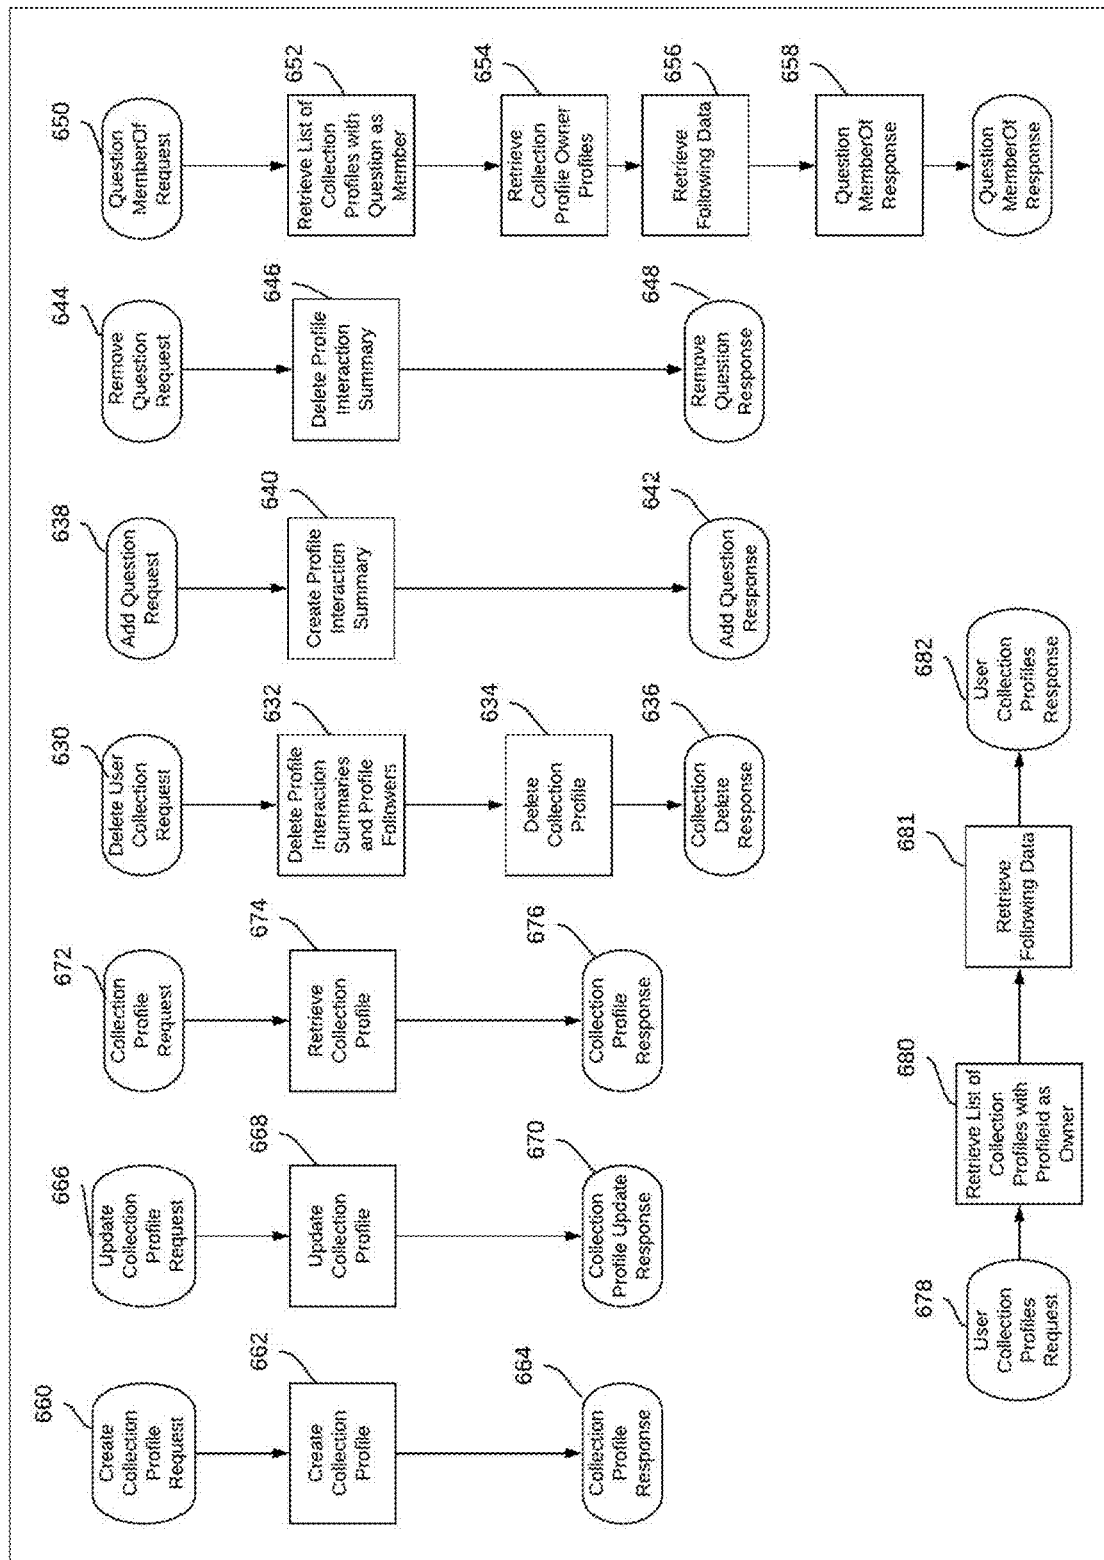 660
Create
Collection
Profile
Request
662
Create
Collection
Profile
664
Collection
Profile
Response
666
Update
Collection
Profile
Request
668
Update
Collection
Profile
670
Collection
Profile Update
Response
672
Collection
Profile
Request
674
Retrieve
Collection
Profile
676
Collection
Profile
Response
630
Delete User
Collection
Request
632
Delete Profile
Interaction
Summaries
and Profile
Followers
634
Delete
Collection
Profile
636
Collection
Delete
Response
638
Add Question
Request
640
Create Profile
Interaction
Summary
642
Add Question
Response
644
Remove
Question
Request
646
Delete Profile
Interaction
Summary
648
Remove
Question
Response
650
Question
MemberOf
Request
652
Retrieve List of
Collection
Profiles with
Question as
Member
654
Retrieve
Collection
Profile Owner
Profiles
656
Retrieve
Following Data
658
Question
MemberOf
Response
Question
MemberOf
Response
678
User
Collection
Profiles
Request
680
Retrieve List of
Collection
Profiles with
ProfileId as
Owner
681
Retrieve
Following Data
682
User
Collection
Profiles
Response